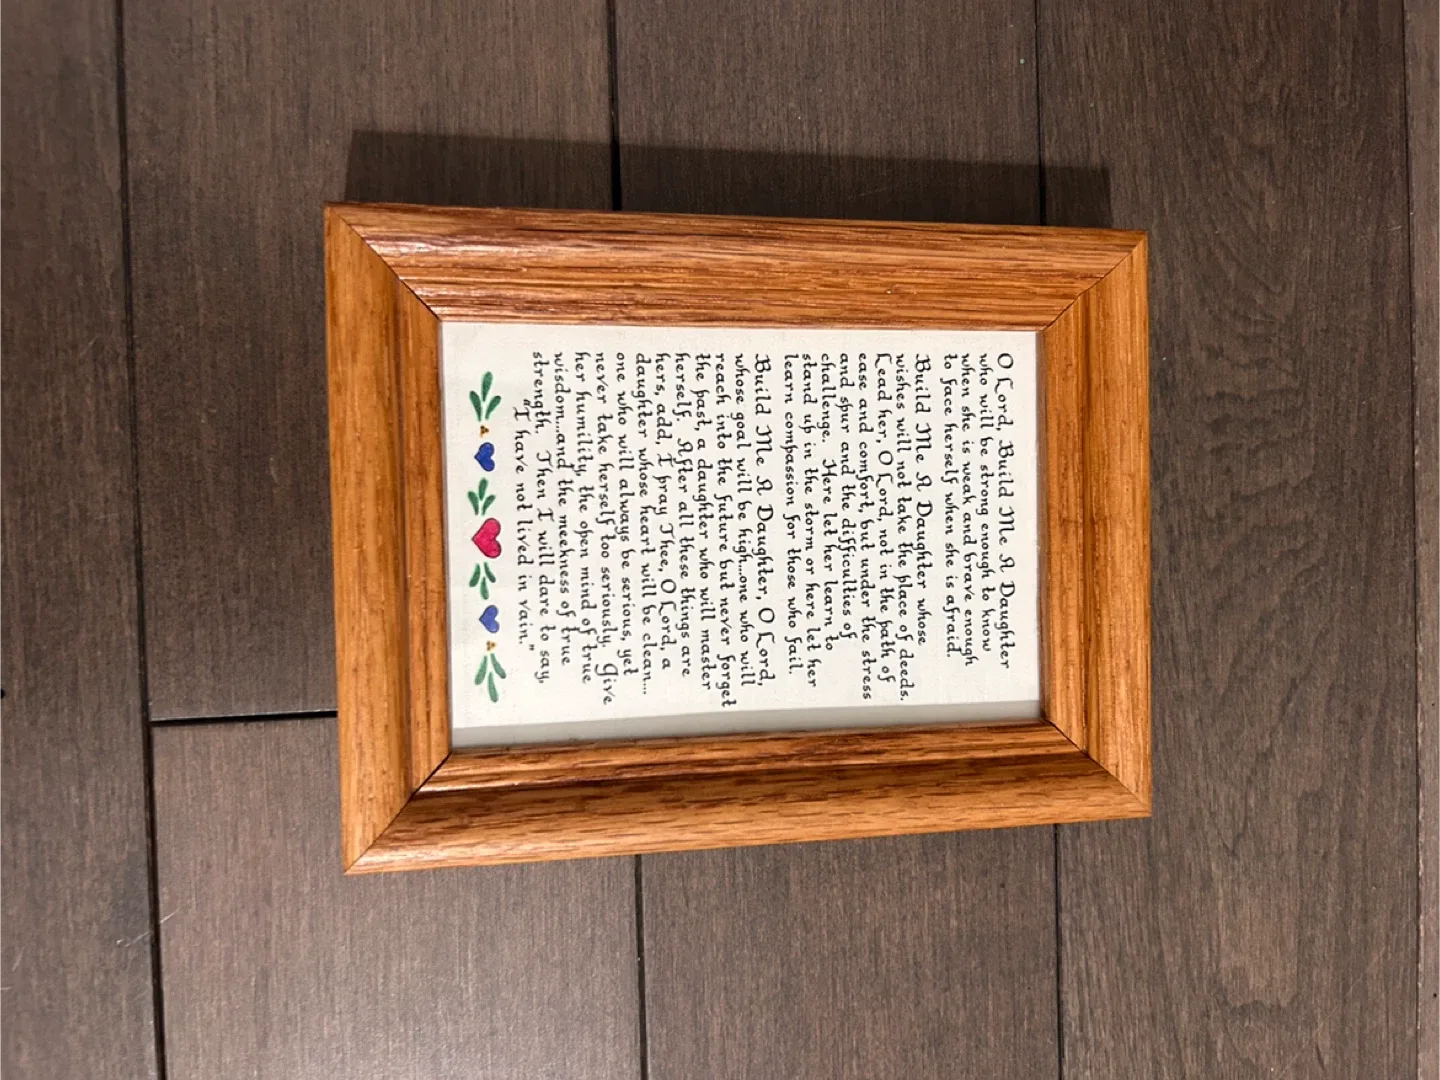 O Lord, Build Me A Daughter
who will be strong enough to know
when she is weak and brave enough
to face herself when she is afraid.
Build Me A Daughter whose
wishes will not take the place of deeds.
Lead her, O Lord, not in the path of
ease and comfort, but under the stress
and spur and the difficulties of
challenge. Here let her learn to
stand up in the storm or here let her
learn compassion for those who fail.
Build Me A Daughter, O Lord,
whose goal will be high...one who will
reach into the future but never forget
the past, a daughter who will master
herself. After all these things are
hers, add, I pray Thee, O Lord, a
daughter whose heart will be clean...
one who will always be serious, yet
never take herself too seriously. Give
her humility, the open mind of true
wisdom...and the meekness of true
strength. Then I will dare to say,
"I have not lived in vain."